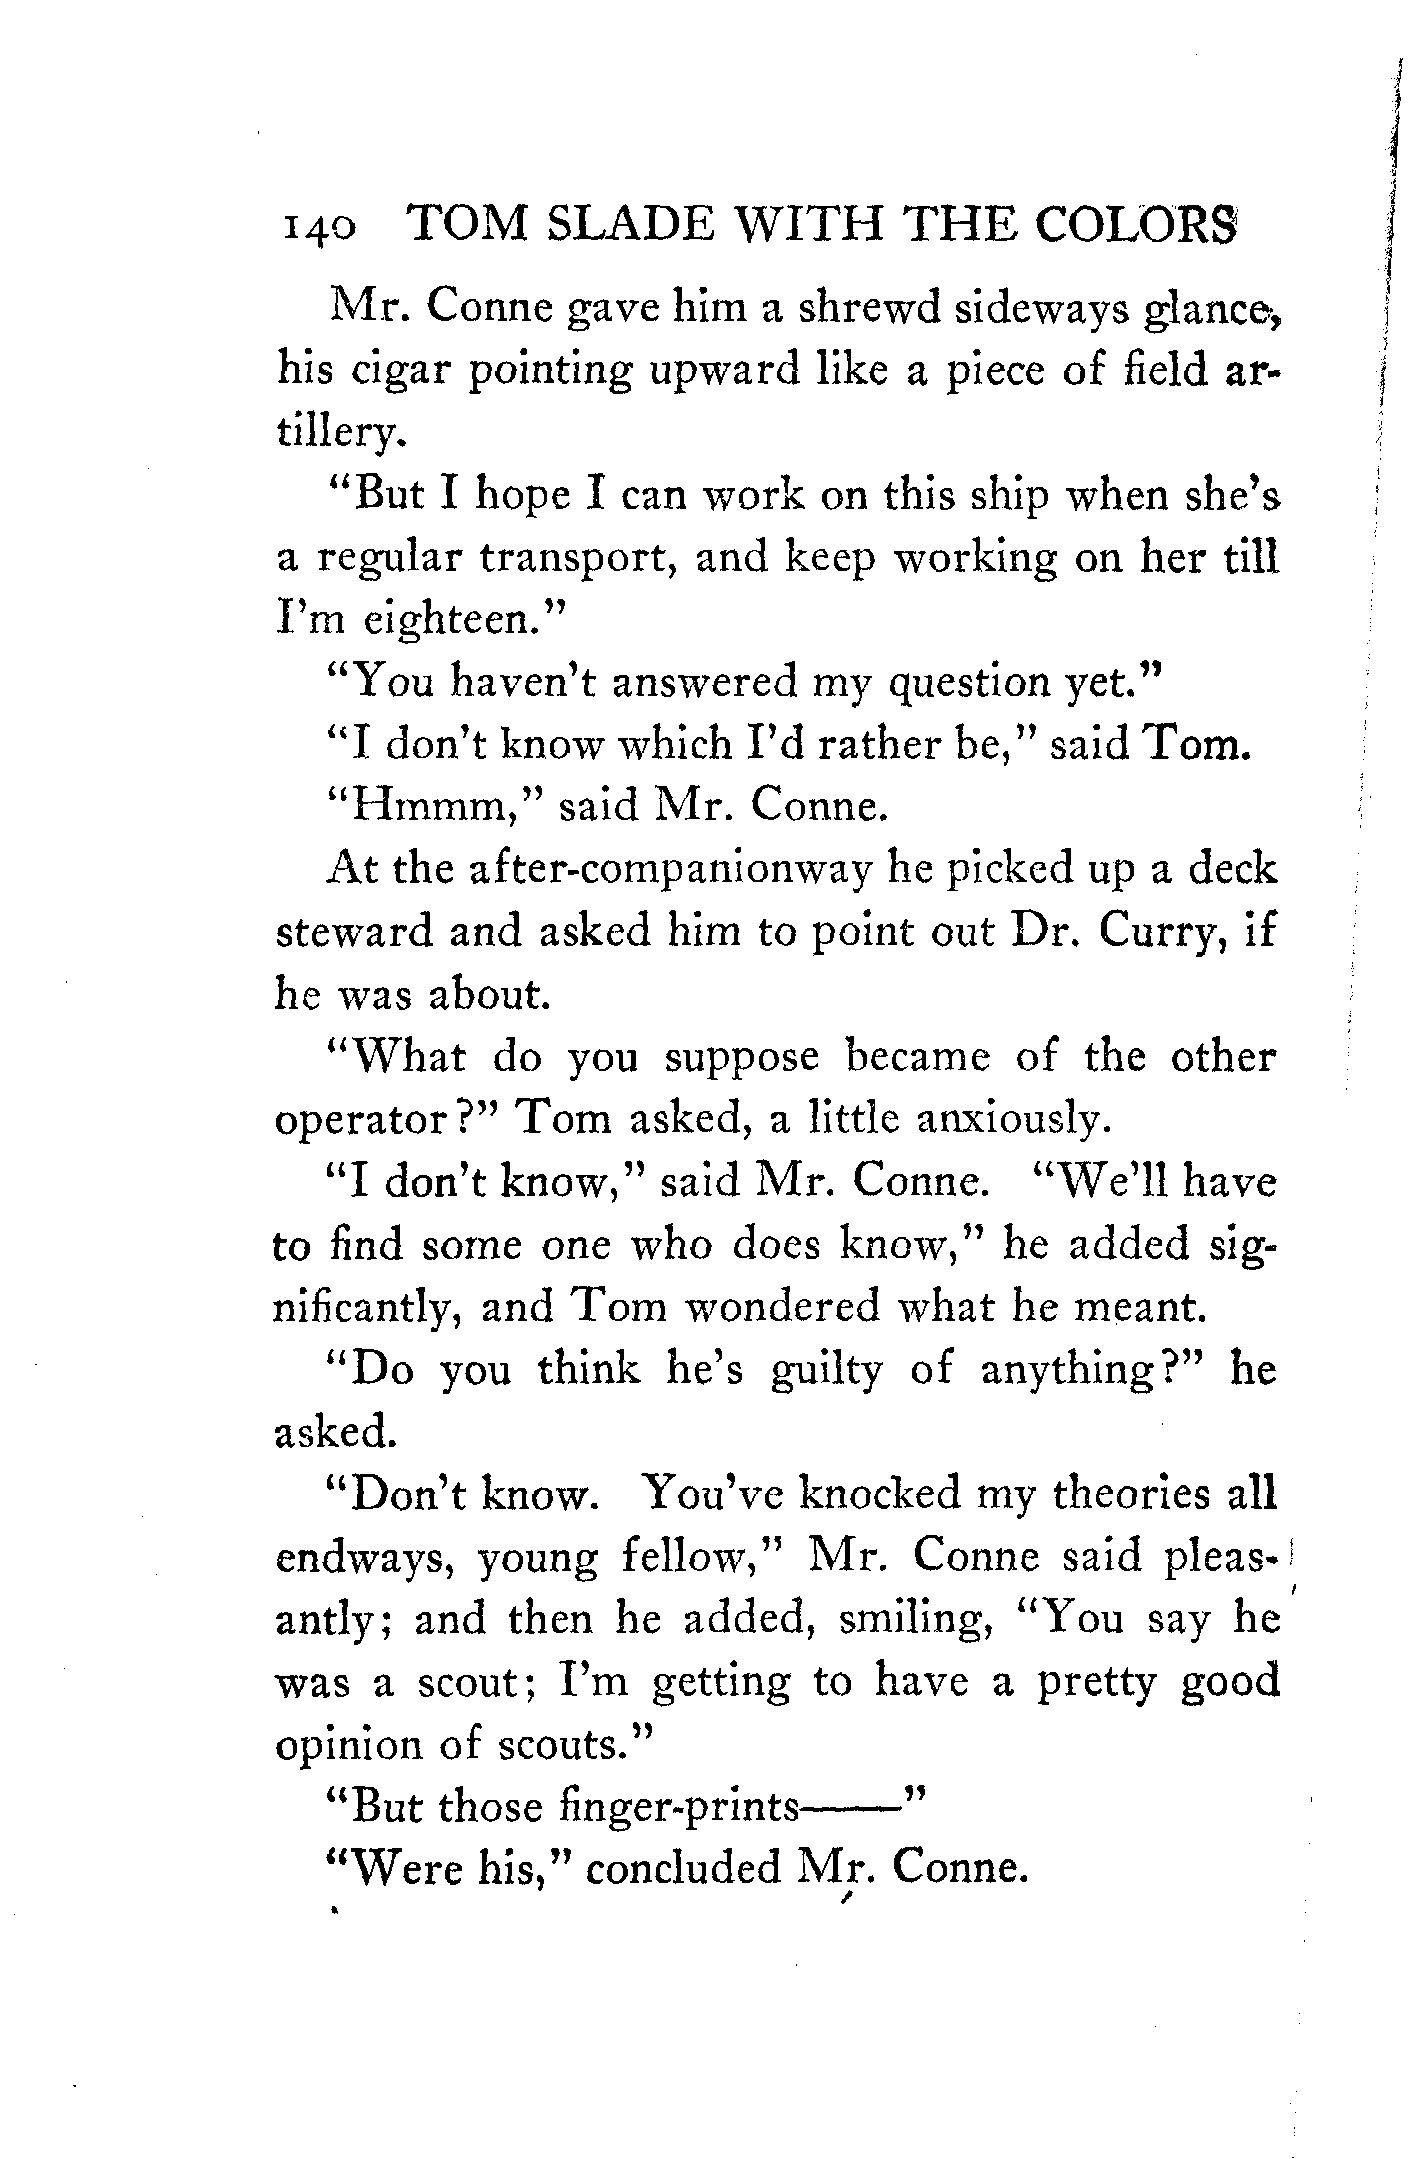 140 TOM SLADE WITH THE COLORS
Mr. Conne gave him a shrewd sideways glance,
his cigar pointing upward like a piece of field ar-
tillery.
"But I hope I can work on this ship when she's
a regular transport, and keep working on her till
I'm eighteen."
"You haven't answered my question yet."
"I don't know which I'd rather be," said Tom.
"Hmmm," said Mr. Conne.
At the after-companionway he picked up a deck
steward and asked him to point out Dr. Curry, if
he was about.
"What do you suppose became of the other
operator?" Tom asked, a little anxiously.
"I don't know," said Mr. Conne. "We'll have
to find some one who does know," he added sig-
nificantly, and Tom wondered what he meant.
"Do you think he's guilty of anything?" he
asked.
"Don't know. You've knocked my theories all
endways, young fellow," Mr. Conne said pleas-
antly; and then he added, smiling, "You say he
was a scout; I'm getting to have a pretty good
opinion of scouts."
"But those finger-prints——"
"Were his," concluded Mr. Conne.